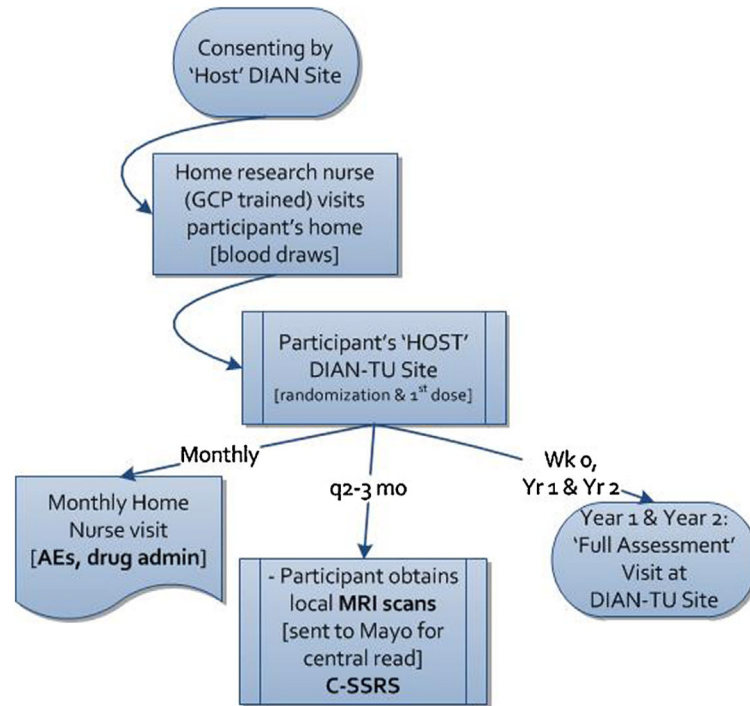 Consenting by
‘Host’ DIAN Site
Home research nurse
(GCP trained) visits
participant’s home
[blood draws]
Participant’s ‘HOST’
DIAN-TU Site
[randomization & 1st dose]
Monthly
q2-3 mo
Wk 0,
Yr 1 & Yr 2
Monthly Home
Nurse visit
[AEs, drug admin]
- Participant obtains
local MRI scans
[sent to Mayo for
central read]
C-SSRS
Year 1 & Year 2:
‘Full Assessment’
Visit at
DIAN-TU Site